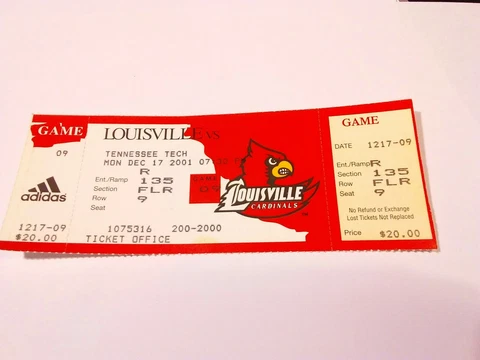 GAME
09
adidas
1217-09
$20.00
LOUISVILLE VS
TENNESSEE TECH
MON DEC 17 2001
R
Ent./Ramp 135
Section FLR
Row 9
Seat
1075316 200-2000
TICKET OFFICE
LOUISVILLE
CARDINALS
GAME
DATE 1217-09
Ent./Ramp R
Section 135
Row FLR
Seat 9
No Refund or Exchange
Lost Tickets Not Replaced
Price $20.00